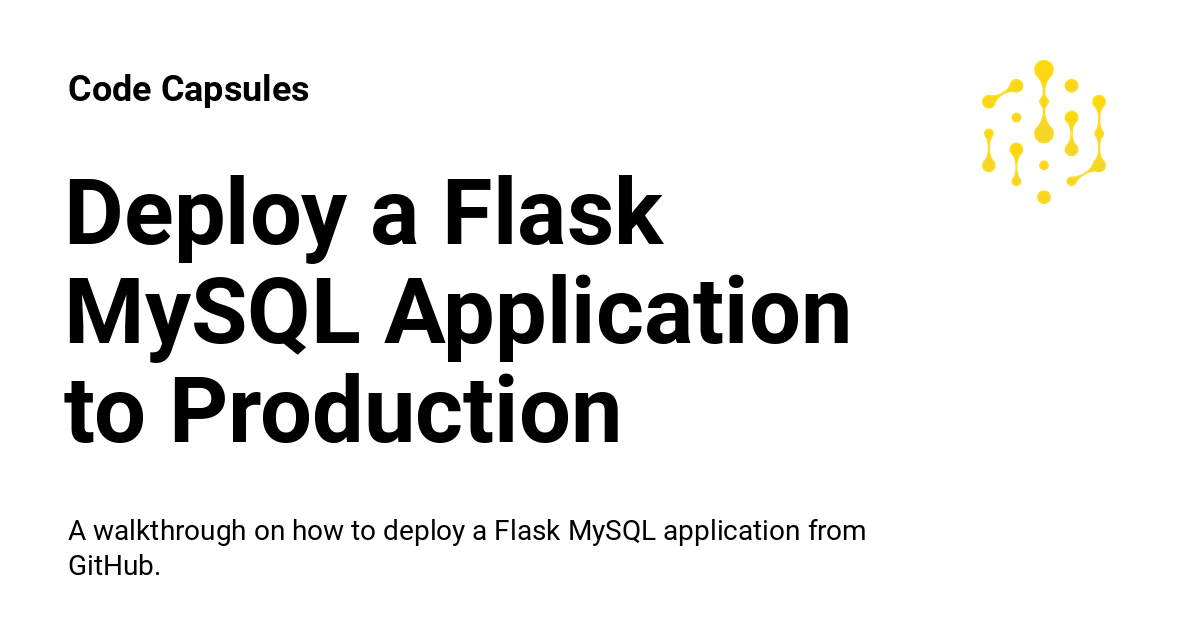 Code Capsules
Deploy a Flask
MySQL Application
to Production
A walkthrough on how to deploy a Flask MySQL application from
GitHub.